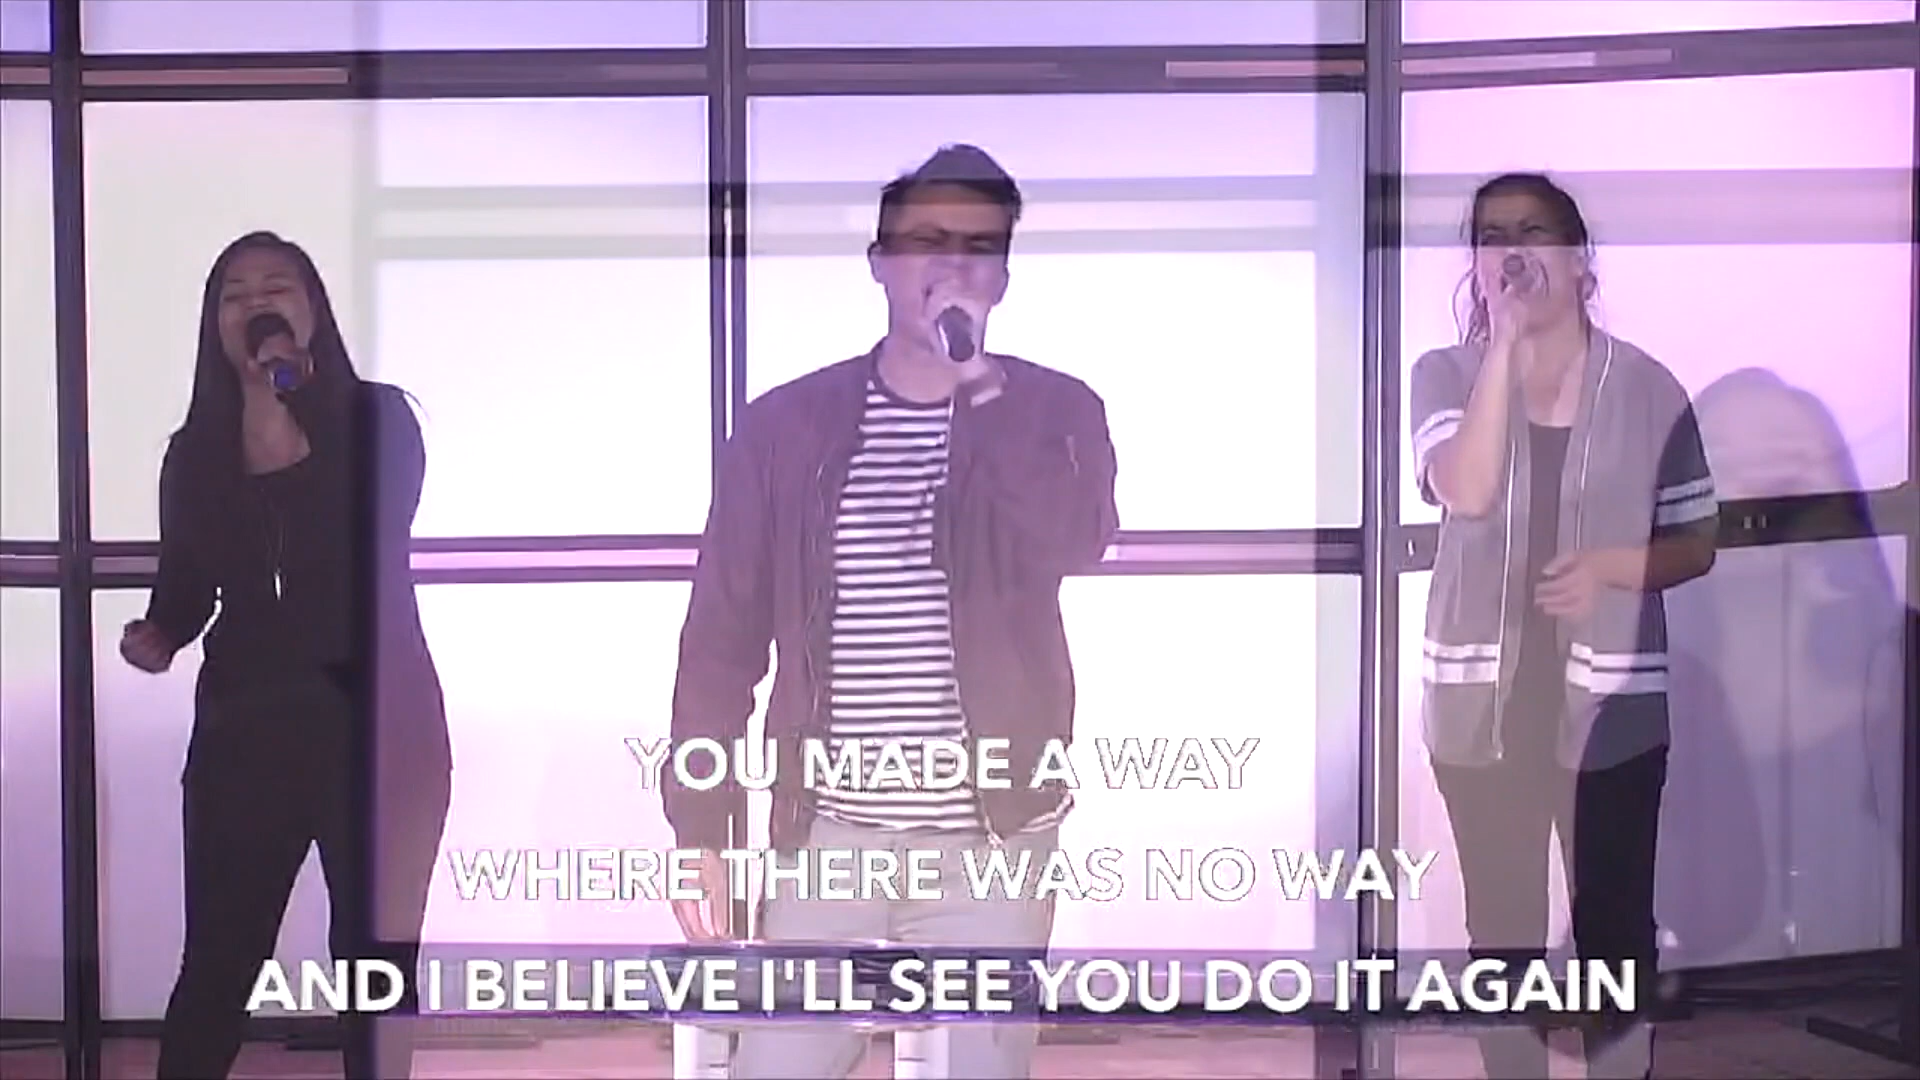 YOU MADE A WAY
WHERE THERE WAS NO WAY
AND I BELIEVE I'LL SEE YOU DO IT AGAIN